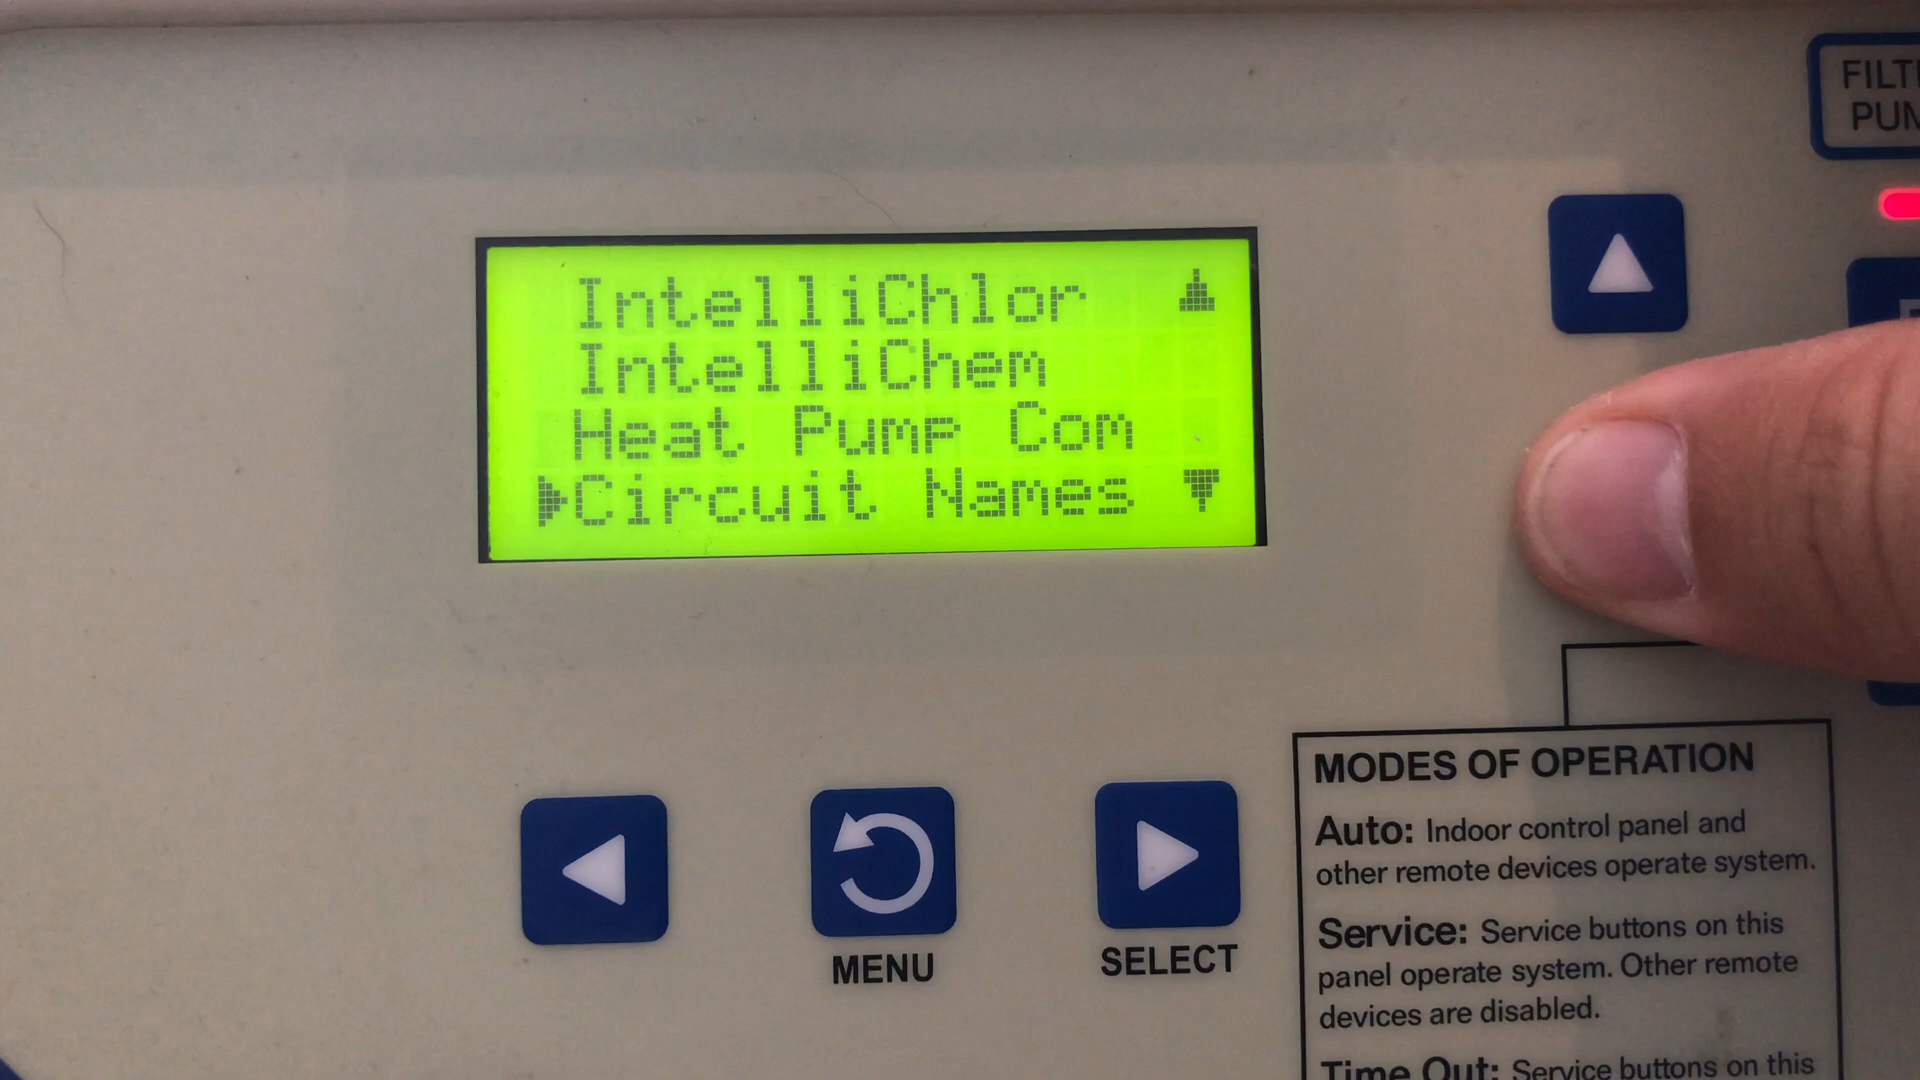 IntelliChlor
IntelliChem
Heat Pump Com
Circuit Names
MENU
SELECT
MODES OF OPERATION
Auto: Indoor control panel and
other remote devices operate system.
Service: Service buttons on this
panel operate system. Other remote
devices are disabled.
Time Out: Service buttons on this